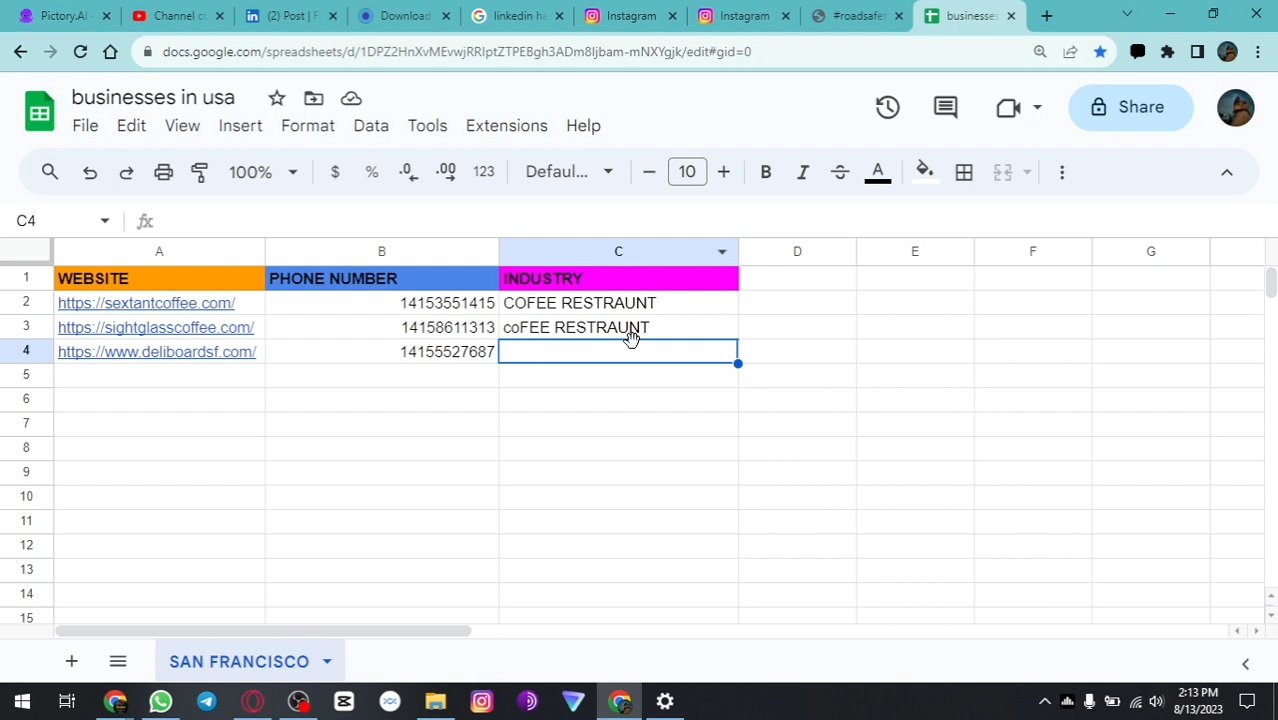 Pictory.AI -
Channel c
(2) Post | F
Download
linkedin ha
Instagram
Instagram
#roadsafe
businesses
docs.google.com/spreadsheets/d/1DPZ2HnXvMEvwjRRIptZTPEBgh3ADm8Ijbam-mNXYgjk/edit#gid=0
businesses in usa
File Edit View Insert Format Data Tools Extensions Help
Share
100% $ % .0 .00 123 Defaul... 10 B I A
C4 fx
A B C D E F G
1 WEBSITE PHONE NUMBER INDUSTRY
2 https://sextantcoffee.com/ 14153551415 COFEE RESTRAUNT
3 https://sightglasscoffee.com/ 14158611313 coFEE RESTRAUNT
4 https://www.deliboardsf.com/ 14155527687
5
6
7
8
9
10
11
12
13
14
15
SAN FRANCISCO
2:13 PM
8/13/2023